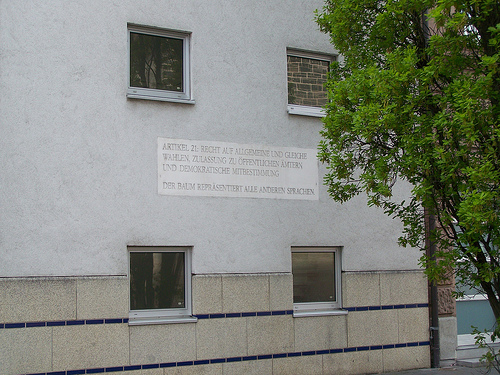 ARTIKEL 21: RECHT AUF ALLGEMEINE UND GLEICHE
WAHLEN, ZULASSUNG ZU ÖFFENTLICHEN ÄMTERN
UND DEMOKRATISCHE MITBESTIMMUNG
DER BAUM REPRÄSENTIERT ALLE ANDEREN SPRACHEN